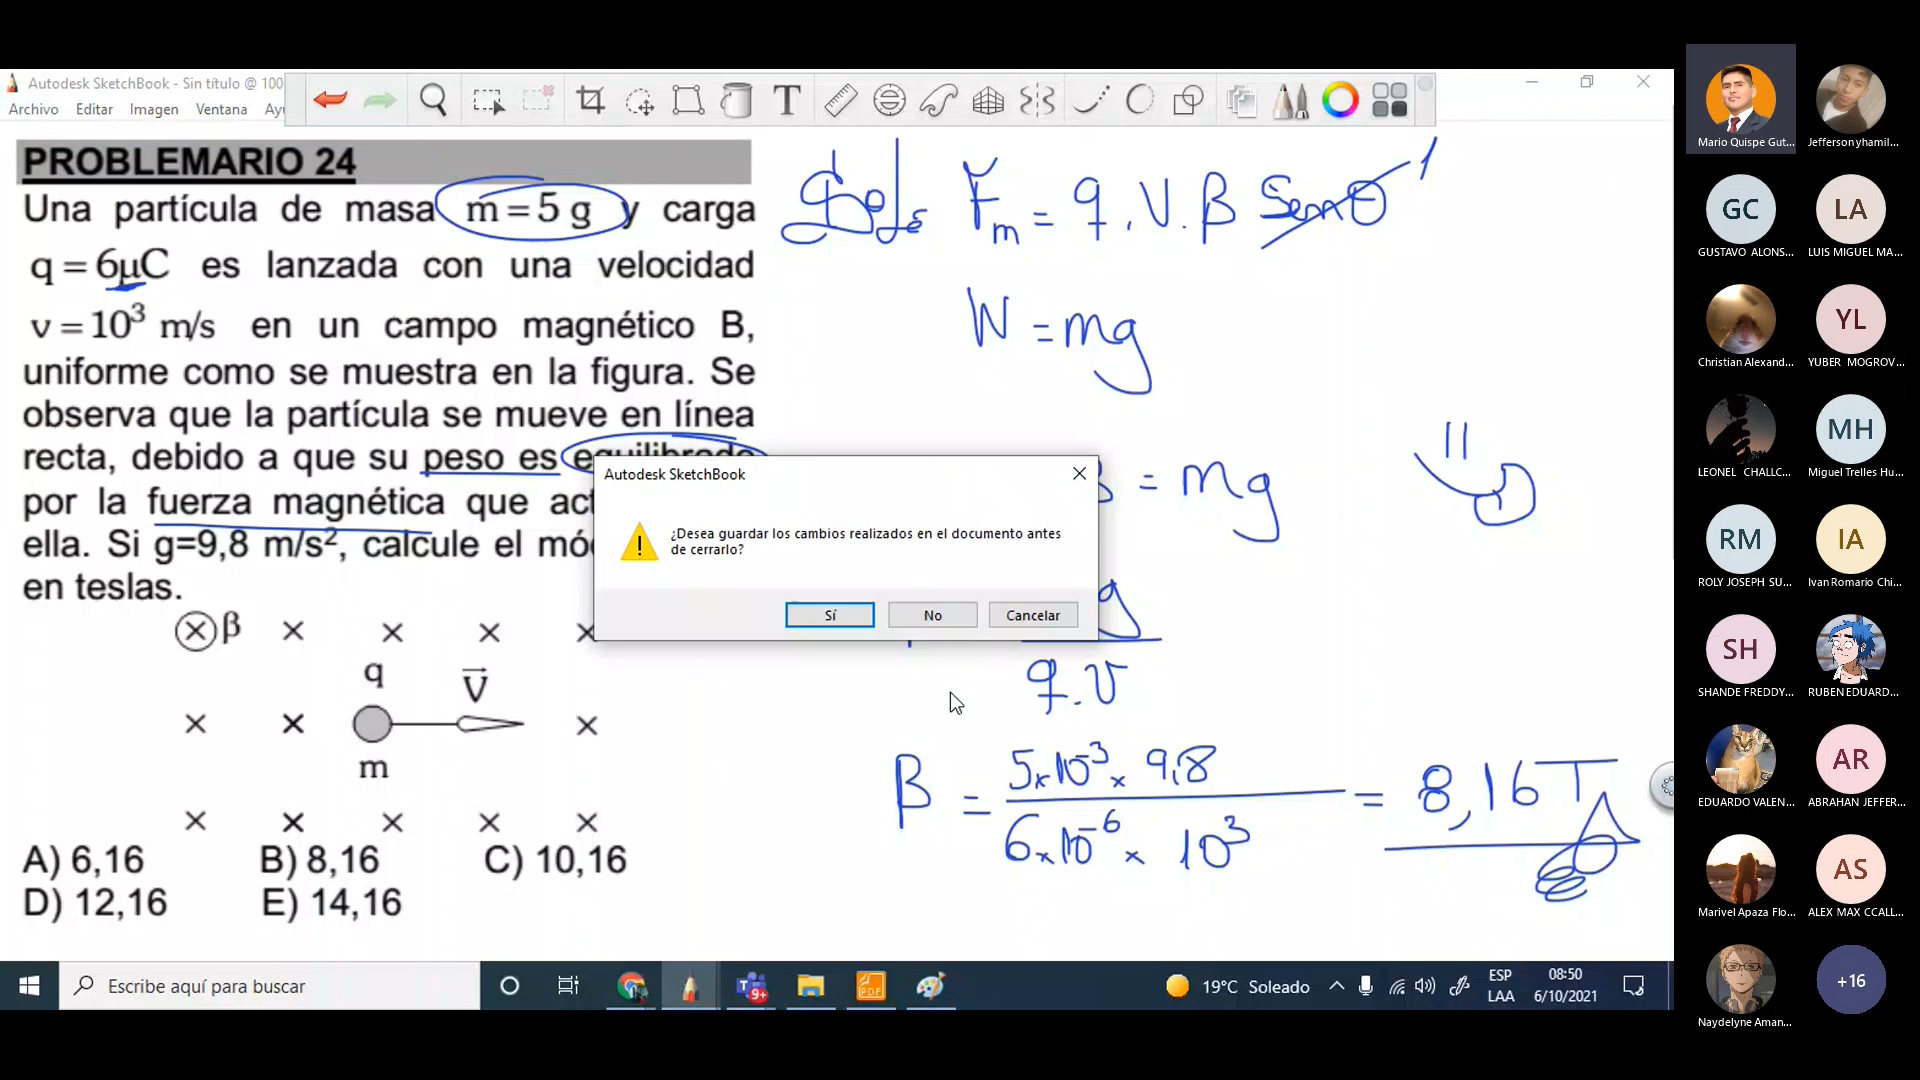 Autodesk SketchBook - Sin título @ 100
Archivo Editar Imagen Ventana Ayu
PROBLEMARIO 24
Una partícula de masa m = 5 g y carga
q = 6µC es lanzada con una velocidad
v = 10³ m/s en un campo magnético B,
uniforme como se muestra en la figura. Se
observa que la partícula se mueve en línea
recta, debido a que su peso es equilibrado
por la fuerza magnética que act
ella. Si g=9,8 m/s², calcule el mó
en teslas.
β
q
V
m
A) 6,16 B) 8,16 C) 10,16
D) 12,16 E) 14,16
Fm = q . V . B Senθ 1
W = mg
= mg
q . v
B = 5x10⁻³ x 9,8 / 6x10⁻⁶ x 10³ = 8,16 T
Autodesk SketchBook
¿Desea guardar los cambios realizados en el documento antes
de cerrarlo?
Sí No Cancelar
Escribe aquí para buscar
9+
PDF
19°C Soleado
ESP
LAA
08:50
6/10/2021
Mario Quispe Gut...
Jefferson yhamil...
GC
GUSTAVO ALONS...
LA
LUIS MIGUEL MA...
Christian Alexand...
YL
YUBER MOGROV...
LEONEL CHALLC...
MH
Miguel Trelles Hu...
RM
ROLY JOSEPH SU...
IA
Ivan Romario Chi...
SH
SHANDE FREDDY...
RUBEN EDUARD...
EDUARDO VALEN...
AR
ABRAHAN JEFFER...
Marivel Apaza Flo...
AS
ALEX MAX CCALL...
Naydelyne Aman...
+16